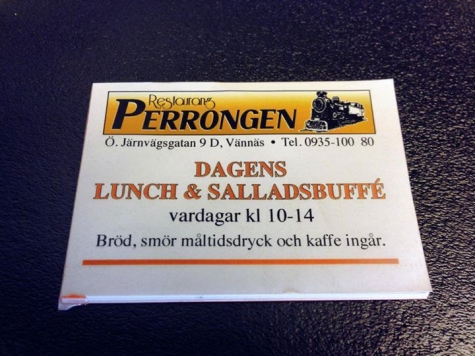 Restaurang
PERRONGEN
Ö. Järnvägsgatan 9 D, Vännäs • Tel. 0935-100 80
DAGENS
LUNCH & SALLADSBUFFÉ
vardagar kl 10-14
Bröd, smör måltidsdryck och kaffe ingår.